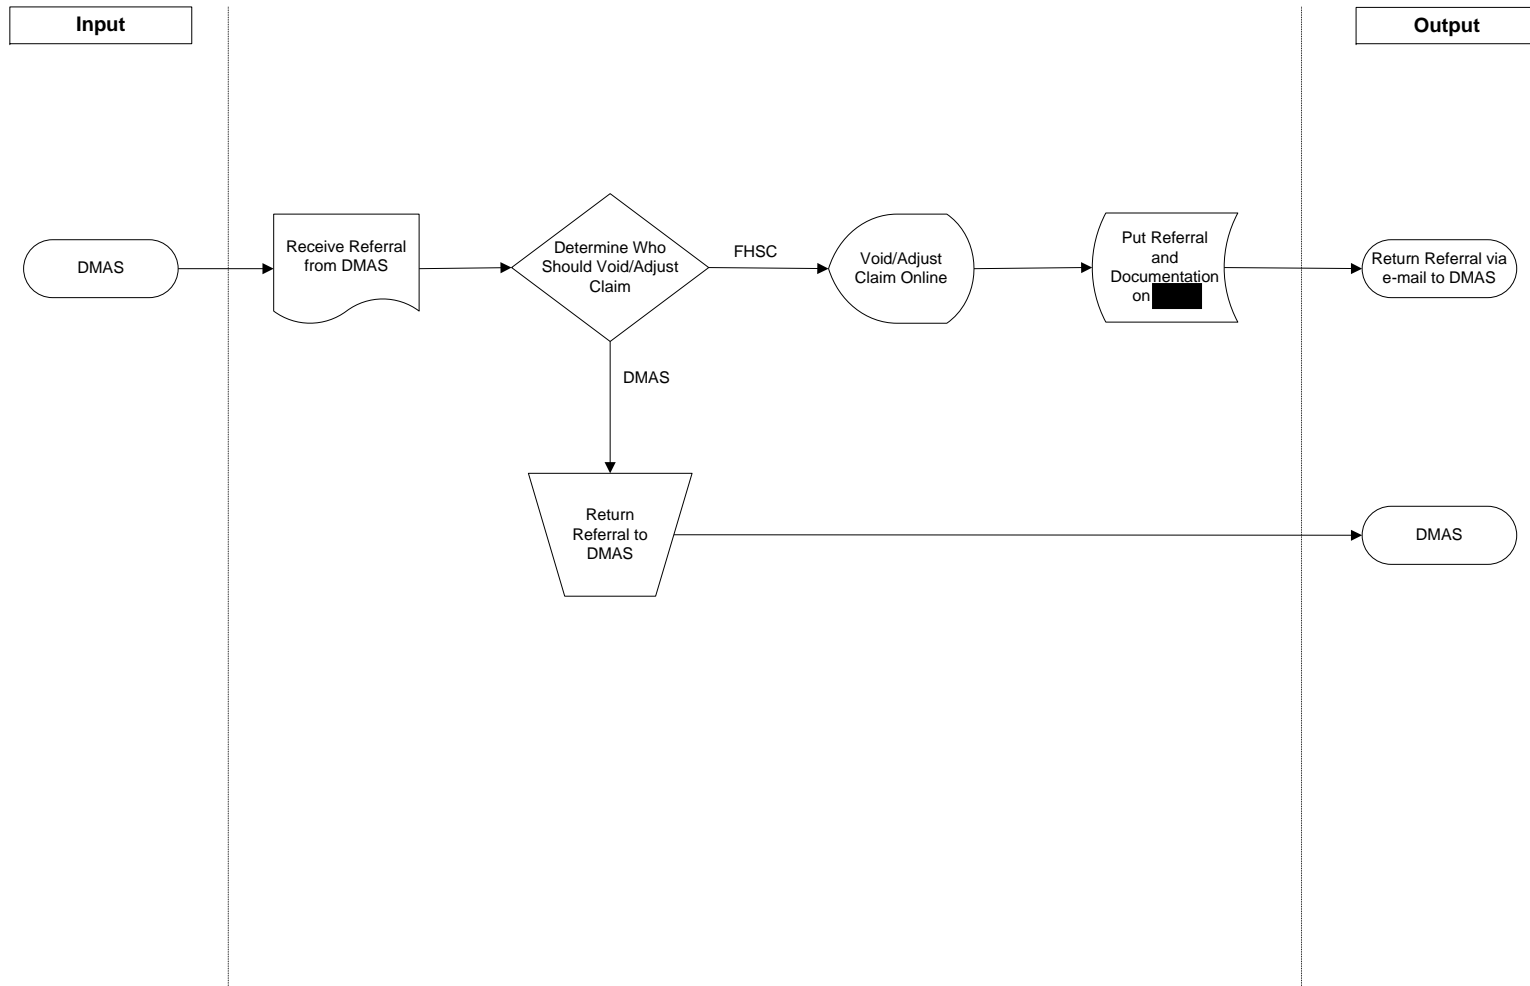 Input
Output
DMAS
Receive Referral
from DMAS
Determine Who
Should Void/Adjust
Claim
FHSC
Void/Adjust
Claim Online
Put Referral
and
Documentation
on
Return Referral via
e-mail to DMAS
DMAS
Return
Referral to
DMAS
DMAS